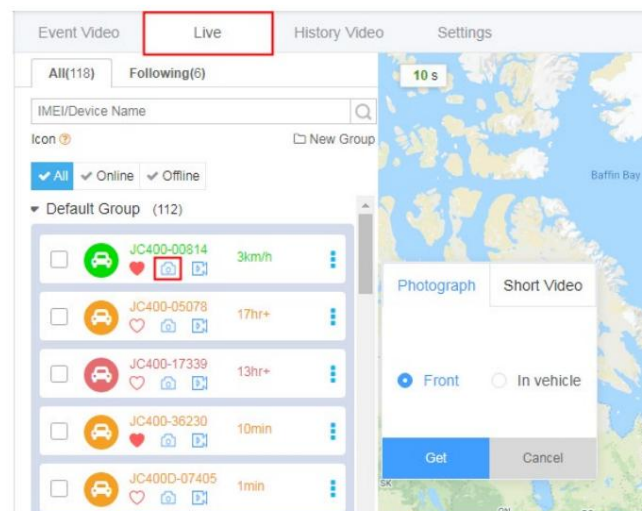 Event Video Live History Video Settings
All(118) Following(6)
10 s
IMEI/Device Name
Icon ? New Group
Baffin Bay
All Online Offline
Default Group (112)
JC400-00814 3km/h
Photograph Short Video
JC400-05078 17hr+
JC400-17339 13hr+
Front In vehicle
JC400-36230 10min
Get Cancel
JC400D-07405 1min
SK
ON